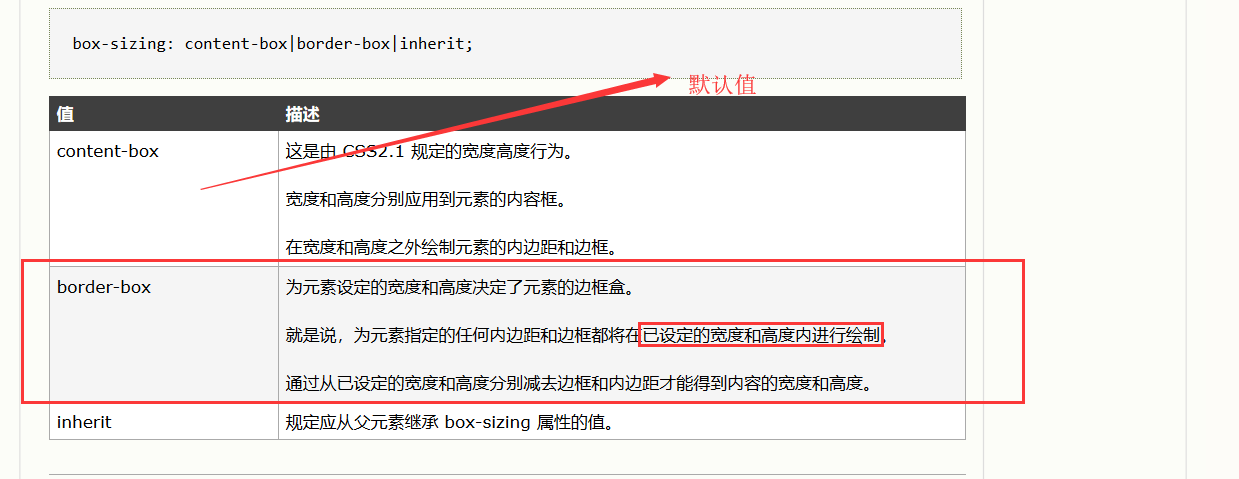 box-sizing: content-box|border-box|inherit;
默认值
值 描述
content-box 这是由 CSS2.1 规定的宽度高度行为。
宽度和高度分别应用到元素的内容框。
在宽度和高度之外绘制元素的内边距和边框。
border-box 为元素设定的宽度和高度决定了元素的边框盒。
就是说，为元素指定的任何内边距和边框都将在已设定的宽度和高度内进行绘制。
通过从已设定的宽度和高度分别减去边框和内边距才能得到内容的宽度和高度。
inherit 规定应从父元素继承 box-sizing 属性的值。